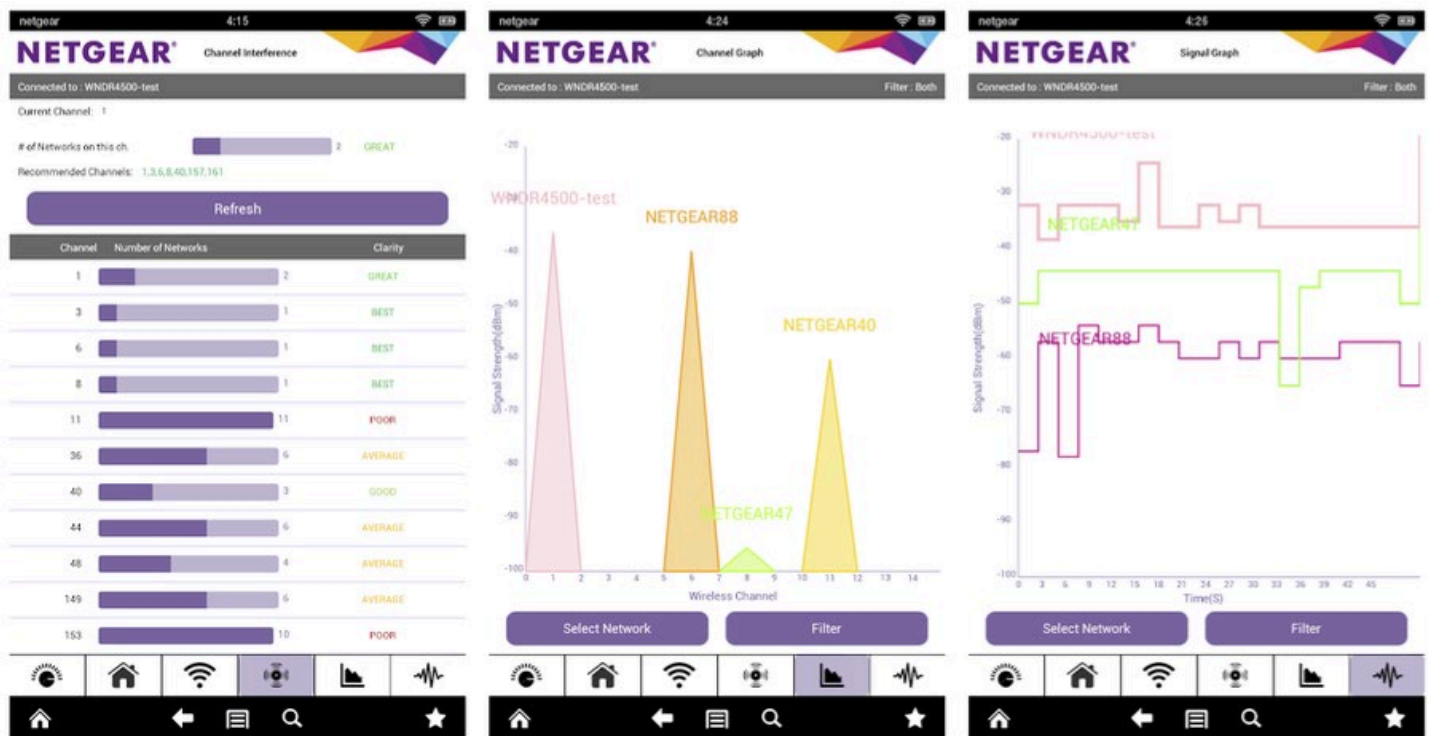 netgear 4:15
NETGEAR® Channel Interference
Connected to : WNDR4500-test
Current Channel: 1
# of Networks on this ch. 2 GREAT
Recommended Channels: 1,3,6,8,40,157,161
Refresh
Channel Number of Networks Clarity
1 2 GREAT
3 1 BEST
6 1 BEST
8 1 BEST
11 11 POOR
36 6 AVERAGE
40 3 GOOD
44 6 AVERAGE
48 4 AVERAGE
149 6 AVERAGE
153 10 POOR
netgear 4:24
NETGEAR® Channel Graph
Connected to : WNDR4500-test Filter : Both
-20
WNDR4500-test
NETGEAR88
-40
-50
NETGEAR40
-60
Signal Strength(dBm)
-70
-80
-90
NETGEAR47
-100
0 1 2 3 4 5 6 7 8 9 10 11 12 13 14
Wireless Channel
Select Network Filter
netgear 4:26
NETGEAR® Signal Graph
Connected to : WNDR4500-test Filter : Both
-20
WNDR4500-test
-30
NETGEAR47
-40
-50
NETGEAR88
-60
Signal Strength(dBm)
-70
-80
-90
-100
0 3 6 9 12 15 18 21 24 27 30 33 36 39 42 45
Time(S)
Select Network Filter